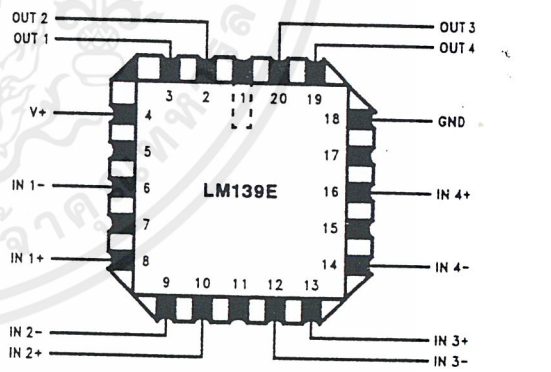 OUT 2
OUT 1
OUT 3
OUT 4
3 2 1 20 19
V+ 4
18 GND
5
17
IN 1- 6
LM139E
16 IN 4+
7
15
IN 1+ 8
14 IN 4-
9 10 11 12 13
IN 2-
IN 2+
IN 3+
IN 3-